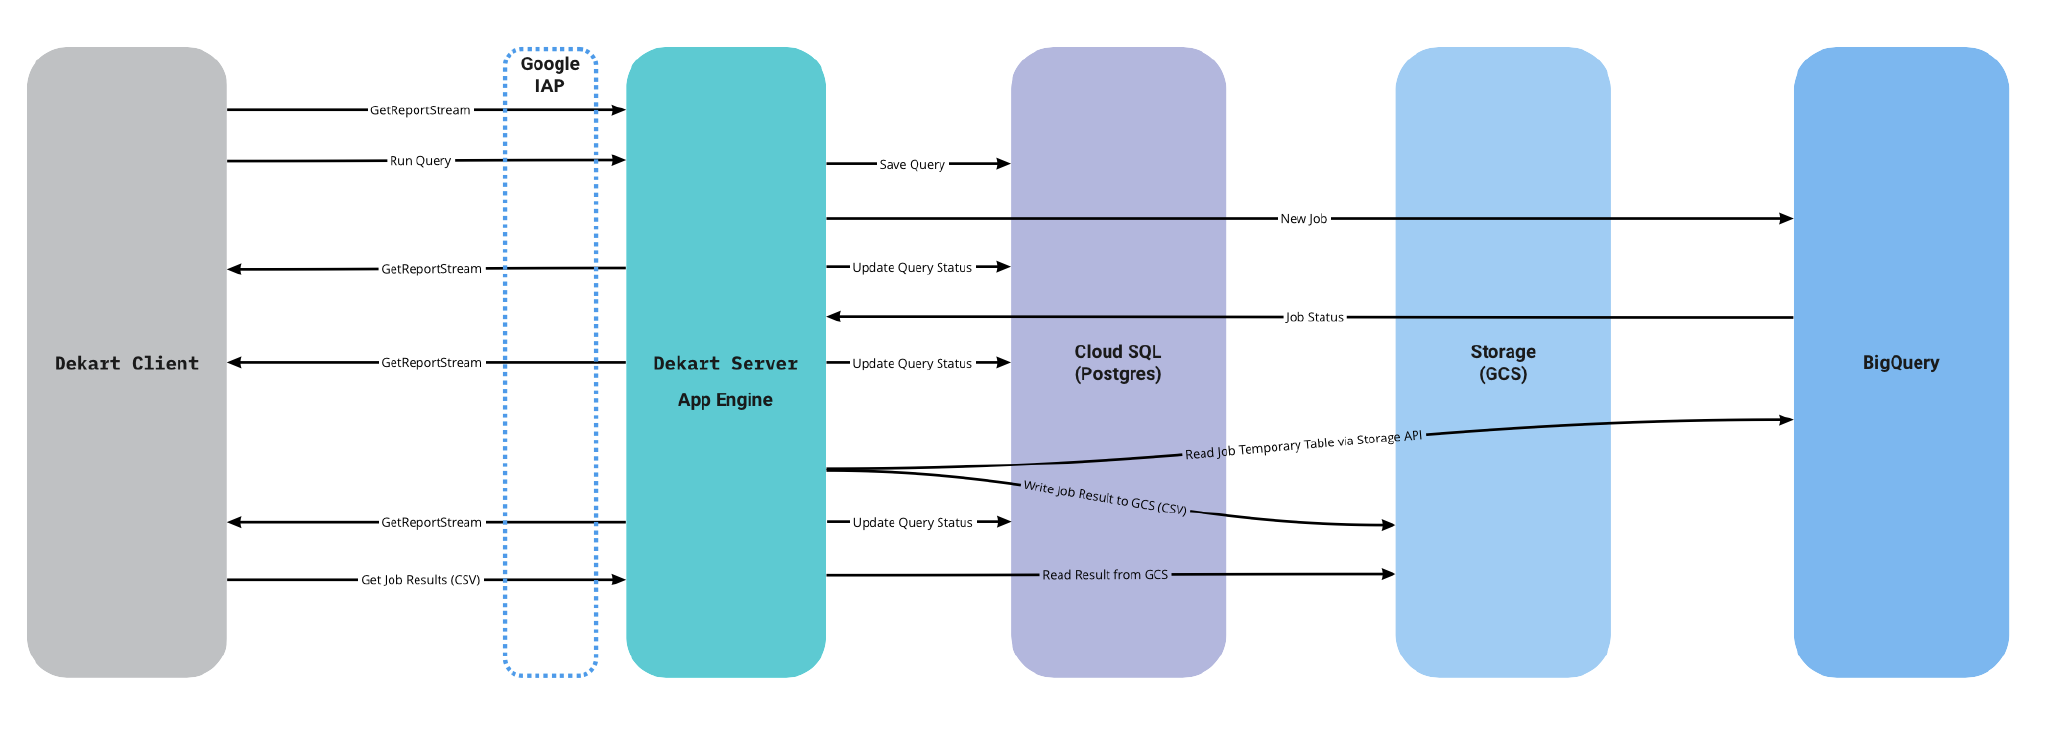 Google
IAP
GetReportStream
Run Query
Save Query
New Job
GetReportStream
Update Query Status
Job Status
Dekart Client
GetReportStream
Dekart Server
App Engine
Update Query Status
Cloud SQL
(Postgres)
Storage
(GCS)
BigQuery
Read Job Temporary Table via Storage API
Write Job Result to GCS (CSV)
GetReportStream
Update Query Status
Get Job Results (CSV)
Read Result from GCS